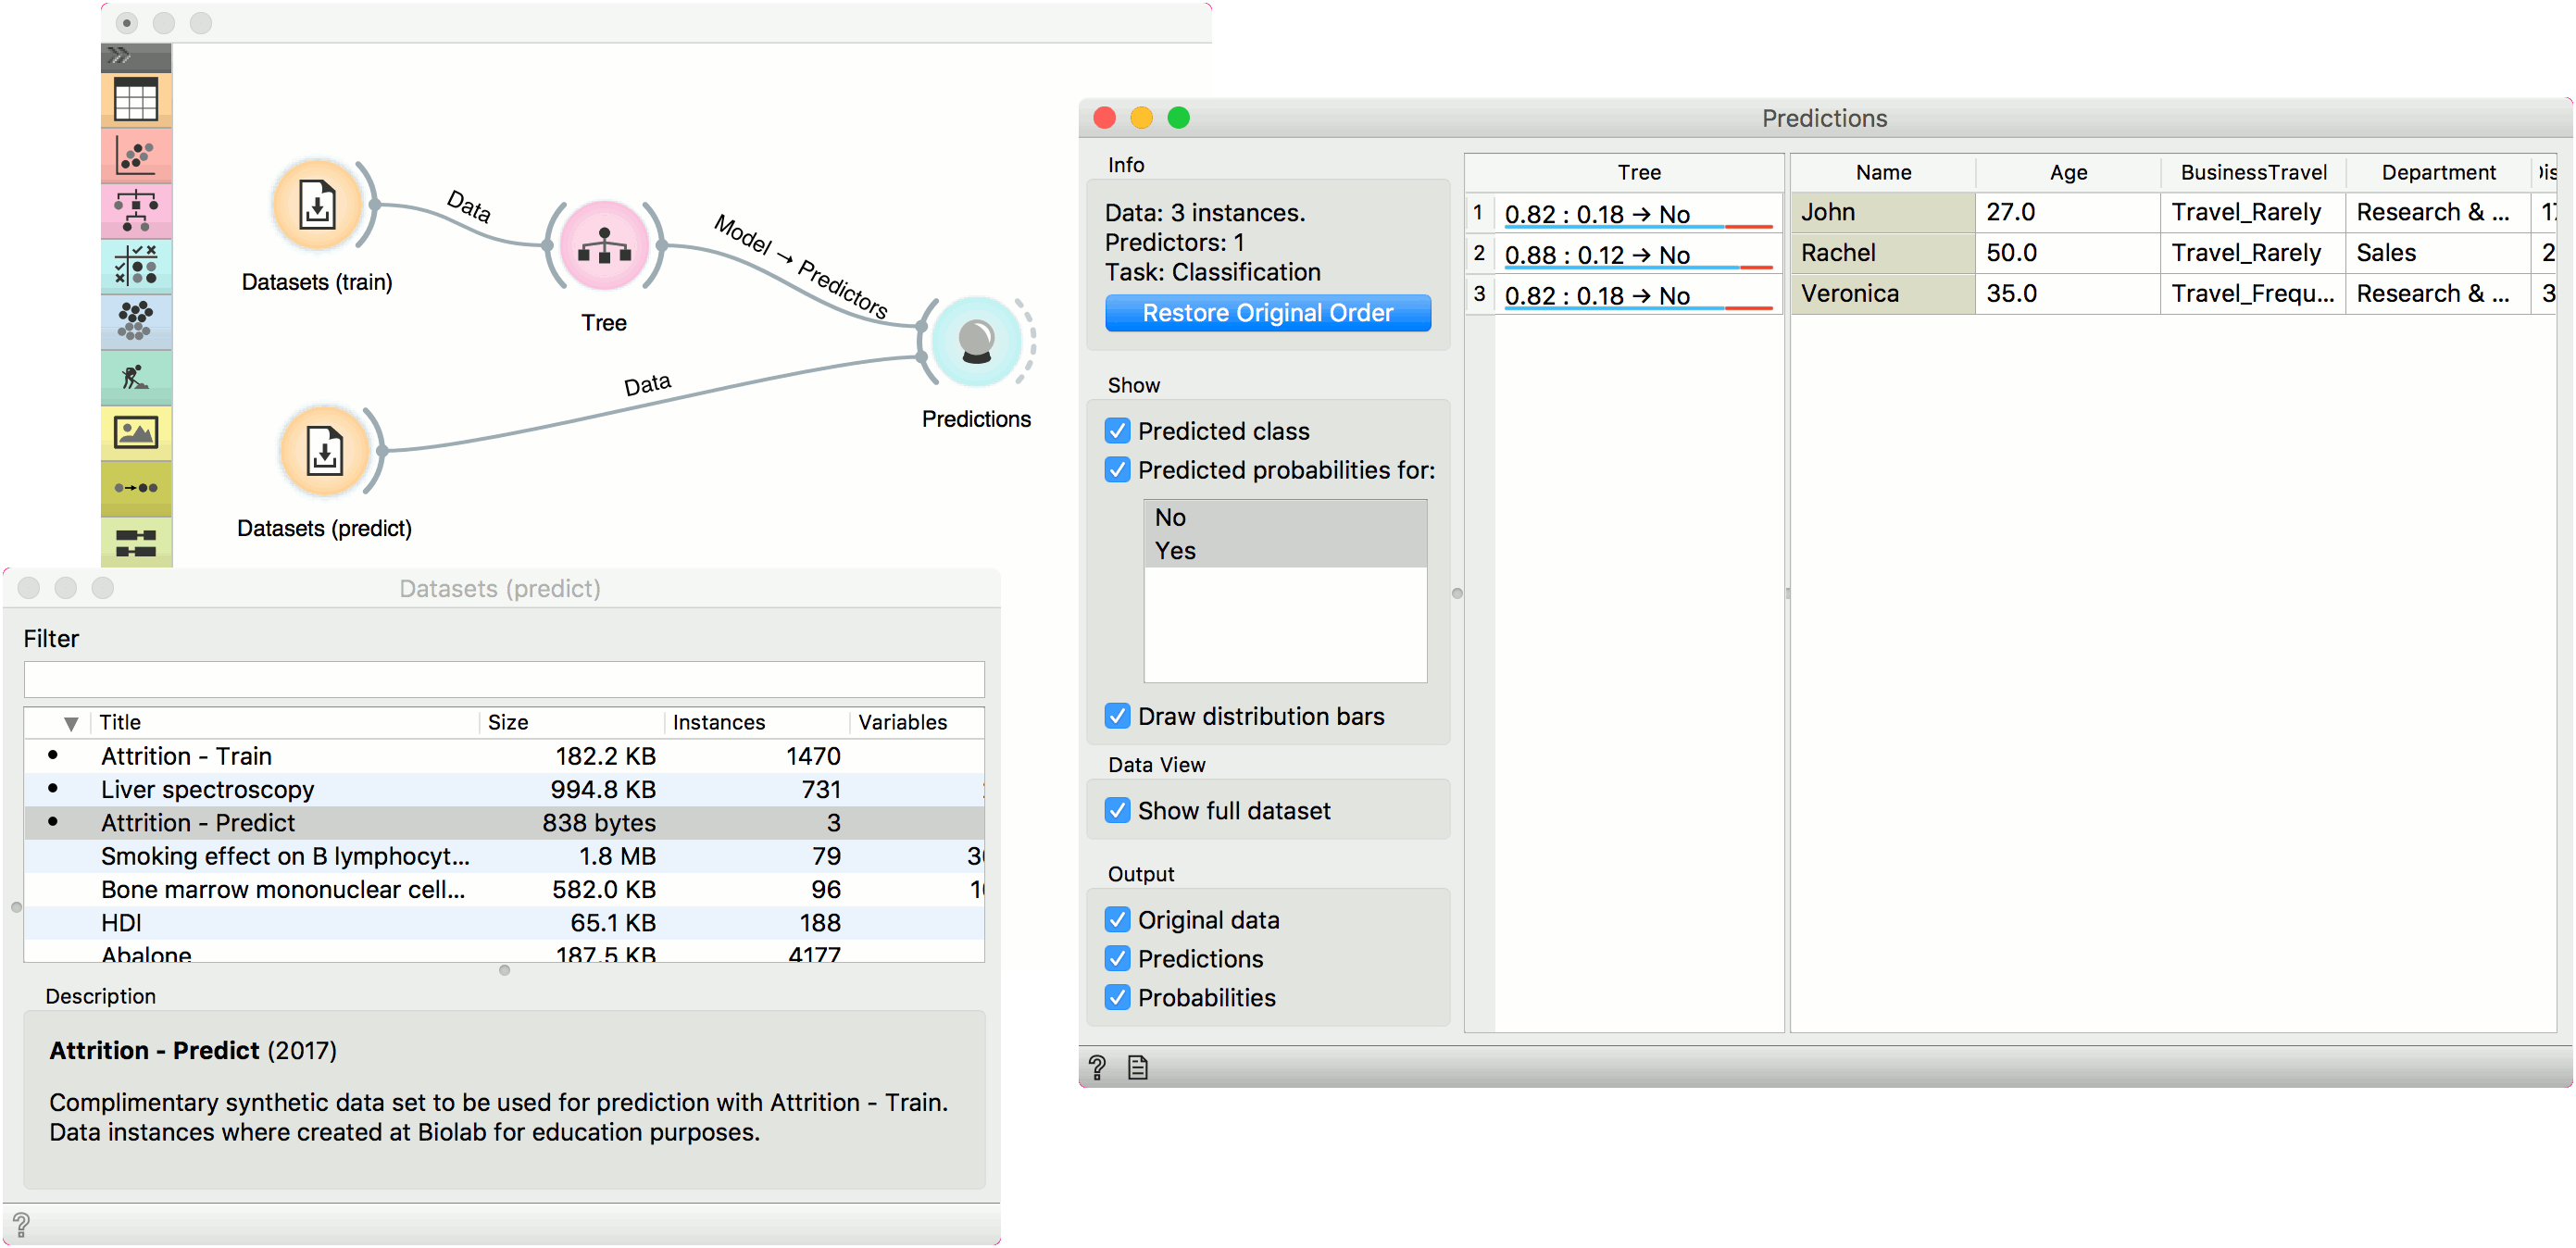 Data
Datasets (train)
Tree
Model → Predictors
Data
Predictions
Datasets (predict)
Datasets (predict)
Filter
Title Size Instances Variables
Attrition - Train 182.2 KB 1470
Liver spectroscopy 994.8 KB 731
Attrition - Predict 838 bytes 3
Smoking effect on B lymphocyt... 1.8 MB 79
Bone marrow mononuclear cell... 582.0 KB 96
HDI 65.1 KB 188
Abalone 187.5 KB 4177
Description
Attrition - Predict (2017)
Complimentary synthetic data set to be used for prediction with Attrition - Train.
Data instances where created at Biolab for education purposes.
?
Predictions
Info
Data: 3 instances.
Predictors: 1
Task: Classification
Restore Original Order
Show
Predicted class
Predicted probabilities for:
No
Yes
Draw distribution bars
Data View
Show full dataset
Output
Original data
Predictions
Probabilities
?
Tree
1 0.82 : 0.18 → No
2 0.88 : 0.12 → No
3 0.82 : 0.18 → No
Name Age BusinessTravel Department
John 27.0 Travel_Rarely Research & ...
Rachel 50.0 Travel_Rarely Sales 2
Veronica 35.0 Travel_Frequ... Research & ... 3